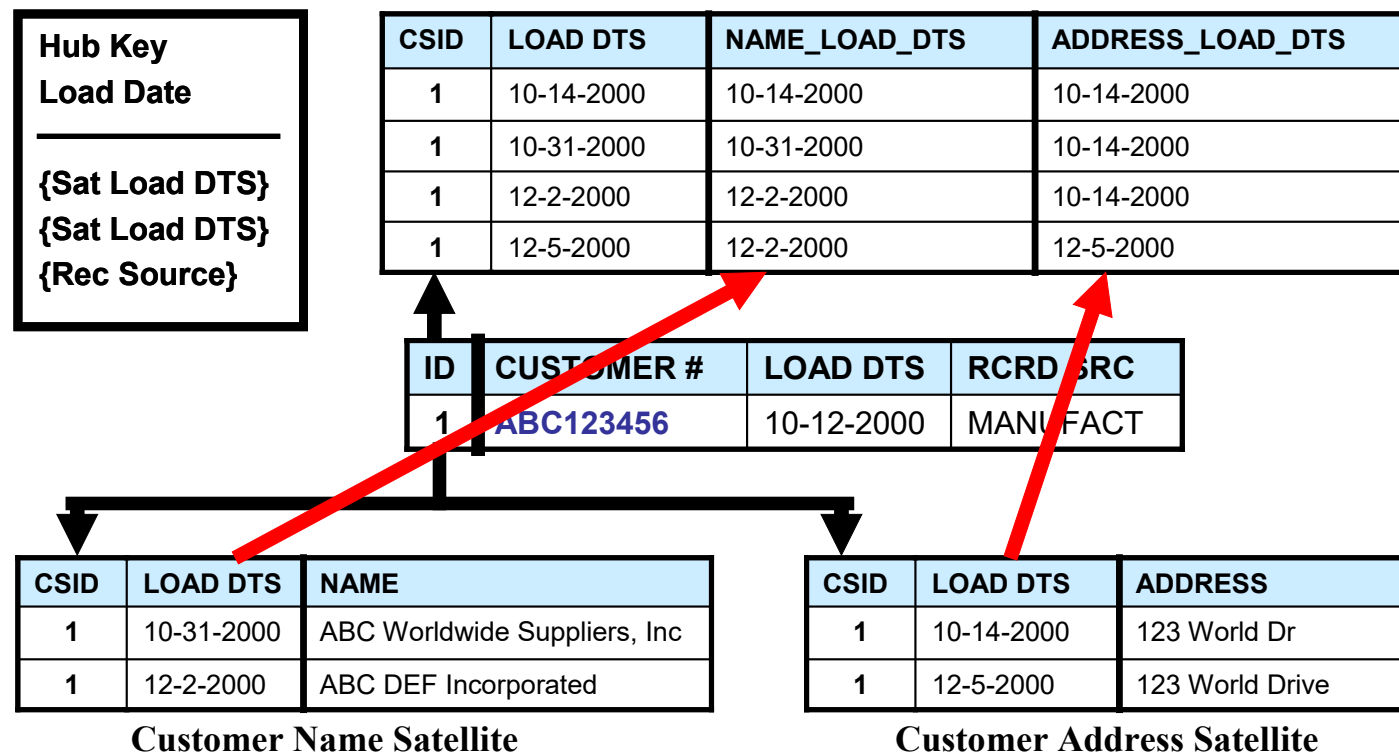 Hub Key
Load Date
{Sat Load DTS}
{Sat Load DTS}
{Rec Source}
CSID LOAD DTS NAME_LOAD_DTS ADDRESS_LOAD_DTS
1 10-14-2000 10-14-2000 10-14-2000
1 10-31-2000 10-31-2000 10-14-2000
1 12-2-2000 12-2-2000 10-14-2000
1 12-5-2000 12-2-2000 12-5-2000
ID CUSTOMER # LOAD DTS RCRD SRC
1 ABC123456 10-12-2000 MANUFACT
CSID LOAD DTS NAME
1 10-31-2000 ABC Worldwide Suppliers, Inc
1 12-2-2000 ABC DEF Incorporated
Customer Name Satellite
CSID LOAD DTS ADDRESS
1 10-14-2000 123 World Dr
1 12-5-2000 123 World Drive
Customer Address Satellite